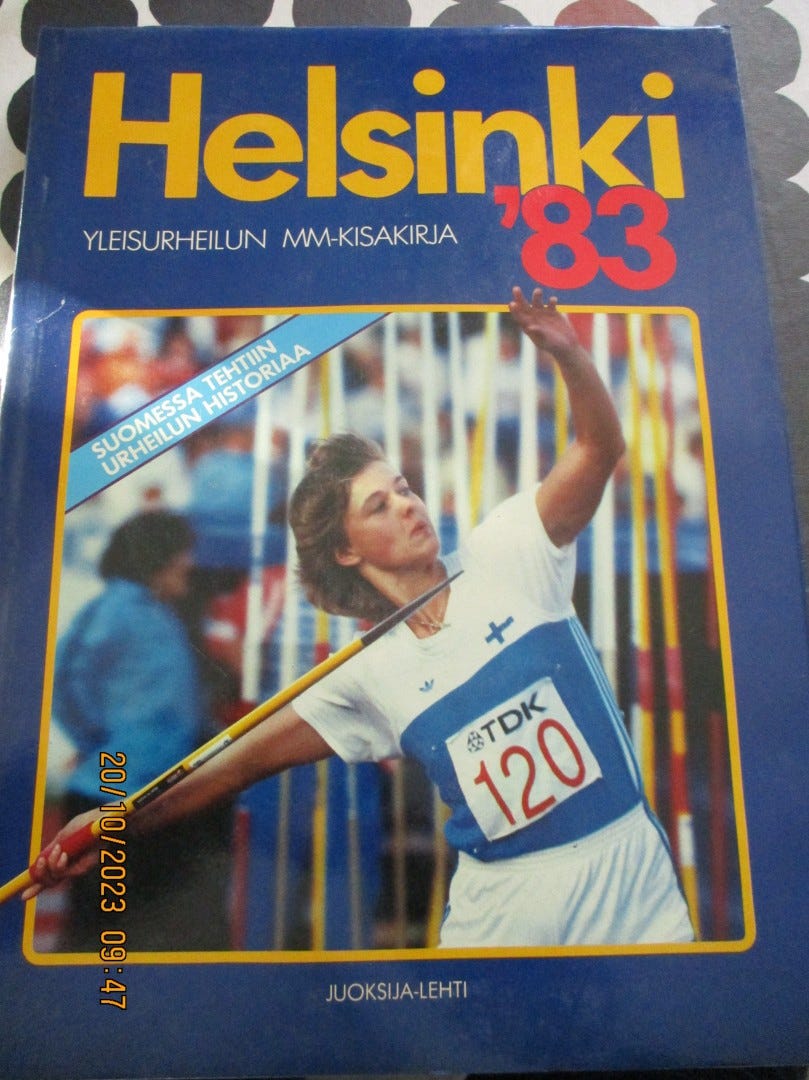 Helsinki
'83
YLEISURHEILUN MM-KISAKIRJA
SUOMESSA TEHTIIN
URHEILUN HISTORIAA
TDK
120
JUOKSIJA-LEHTI
20/10/2023 09:47